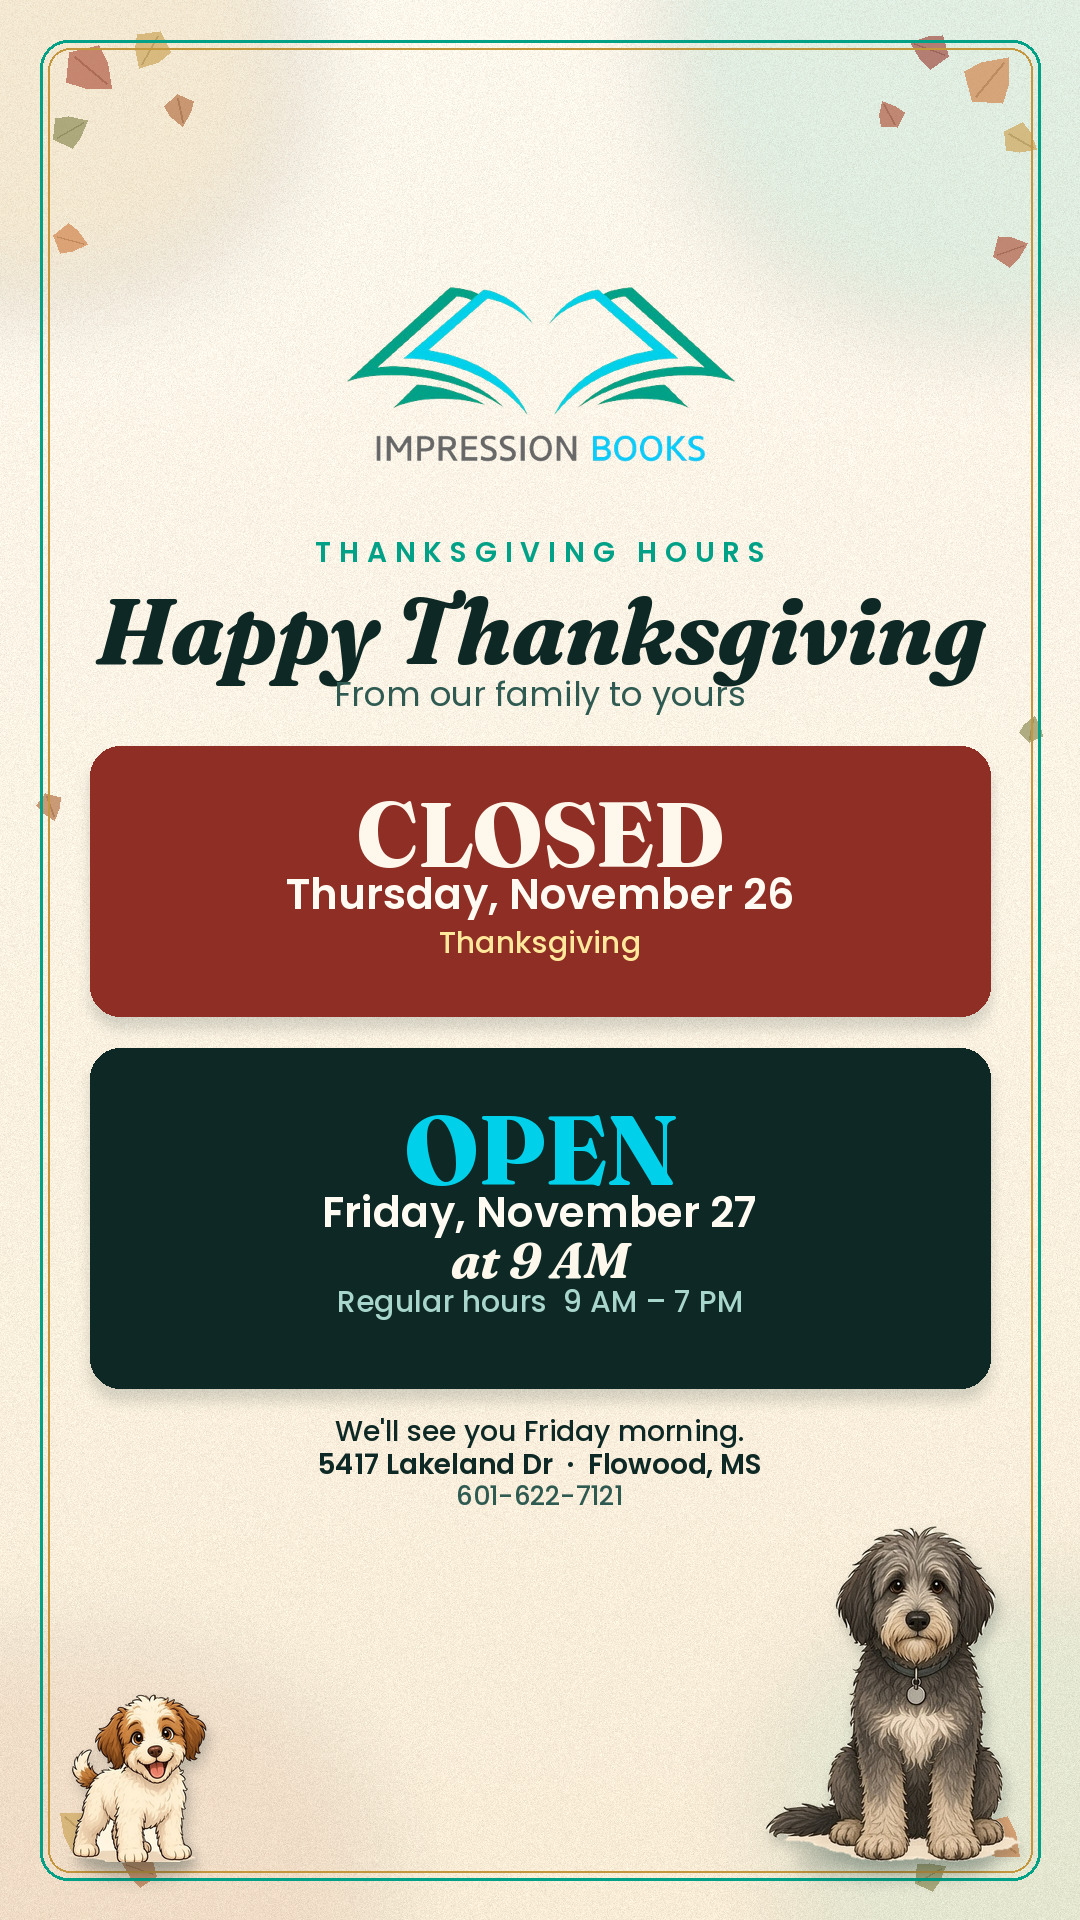 IMPRESSION BOOKS
THANKSGIVING HOURS
Happy Thanksgiving
From our family to yours
CLOSED
Thursday, November 26
Thanksgiving
OPEN
Friday, November 27
at 9 AM
Regular hours 9 AM – 7 PM
We'll see you Friday morning.
5417 Lakeland Dr · Flowood, MS
601-622-7121